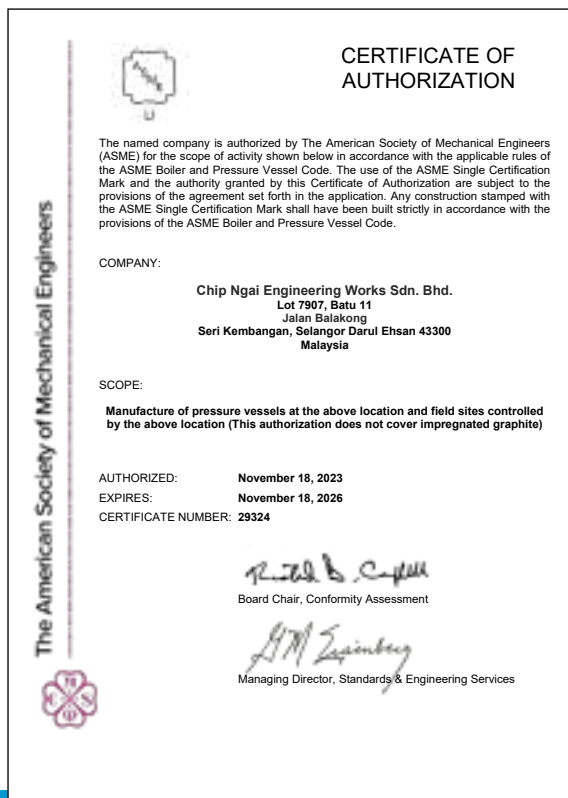 CERTIFICATE OF
AUTHORIZATION
ASME
U
The named company is authorized by The American Society of Mechanical Engineers
(ASME) for the scope of activity shown below in accordance with the applicable rules of
the ASME Boiler and Pressure Vessel Code. The use of the ASME Single Certification
Mark and the authority granted by this Certificate of Authorization are subject to the
provisions of the agreement set forth in the application. Any construction stamped with
the ASME Single Certification Mark shall have been built strictly in accordance with the
provisions of the ASME Boiler and Pressure Vessel Code.
COMPANY:
Chip Ngai Engineering Works Sdn. Bhd.
Lot 7907, Batu 11
Jalan Balakong
Seri Kembangan, Selangor Darul Ehsan 43300
Malaysia
SCOPE:
Manufacture of pressure vessels at the above location and field sites controlled
by the above location (This authorization does not cover impregnated graphite)
AUTHORIZED: November 18, 2023
EXPIRES: November 18, 2026
CERTIFICATE NUMBER: 29324
Board Chair, Conformity Assessment
Managing Director, Standards & Engineering Services
The American Society of Mechanical Engineers